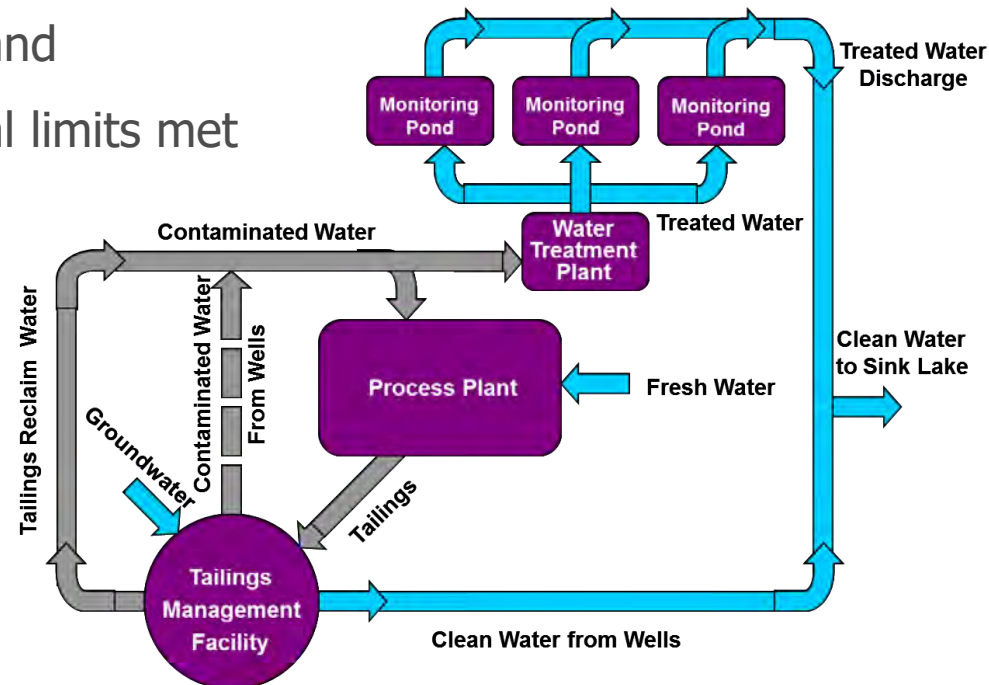 and
al limits met
Treated Water
Discharge
Monitoring
Pond
Monitoring
Pond
Monitoring
Pond
Treated Water
Contaminated Water
Water
Treatment
Plant
Tailings Reclaim Water
Contaminated Water
From Wells
Process Plant
Fresh Water
Clean Water
to Sink Lake
Groundwater
Tailings
Tailings
Management
Facility
Clean Water from Wells